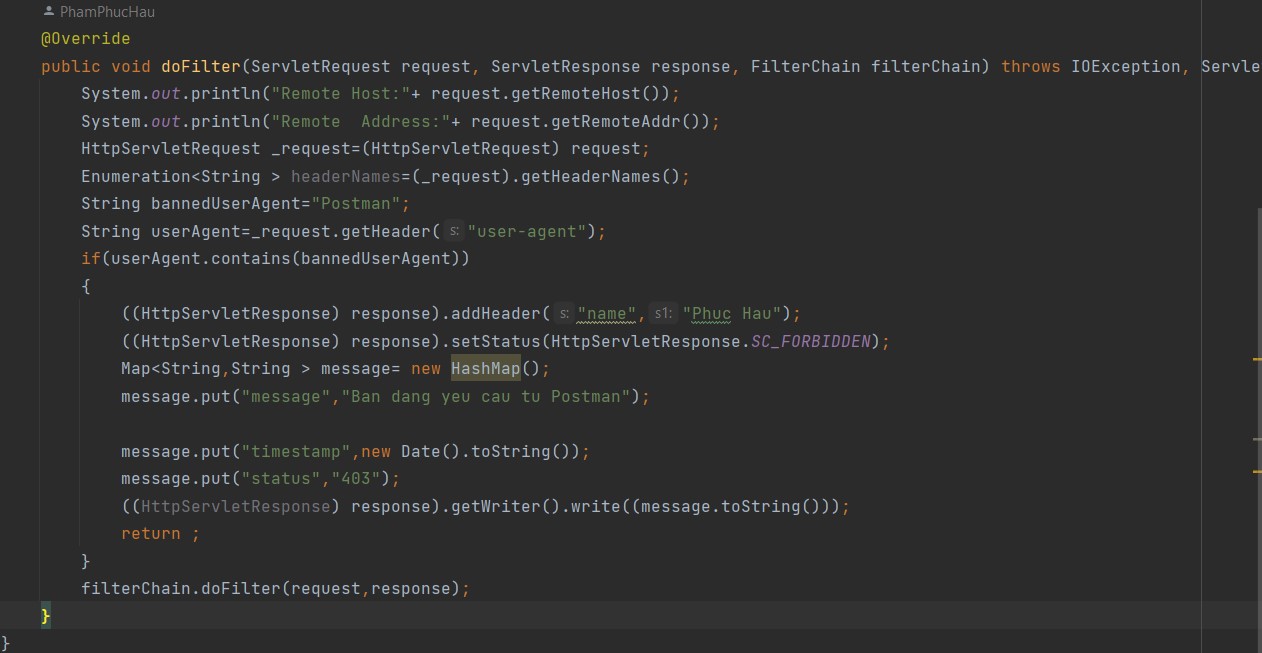 PhamPhucHau
@Override
public void doFilter(ServletRequest request, ServletResponse response, FilterChain filterChain) throws IOException, Servle
System.out.println("Remote Host:"+ request.getRemoteHost());
System.out.println("Remote  Address:"+ request.getRemoteAddr());
HttpServletRequest _request=(HttpServletRequest) request;
Enumeration<String > headerNames=(_request).getHeaderNames();
String bannedUserAgent="Postman";
String userAgent=_request.getHeader( s: "user-agent");
if(userAgent.contains(bannedUserAgent))
{
((HttpServletResponse) response).addHeader( s: "name", s1: "Phuc Hau");
((HttpServletResponse) response).setStatus(HttpServletResponse.SC_FORBIDDEN);
Map<String,String > message= new HashMap();
message.put("message","Ban dang yeu cau tu Postman");
message.put("timestamp",new Date().toString());
message.put("status","403");
((HttpServletResponse) response).getWriter().write((message.toString()));
return ;
}
filterChain.doFilter(request,response);
}
}